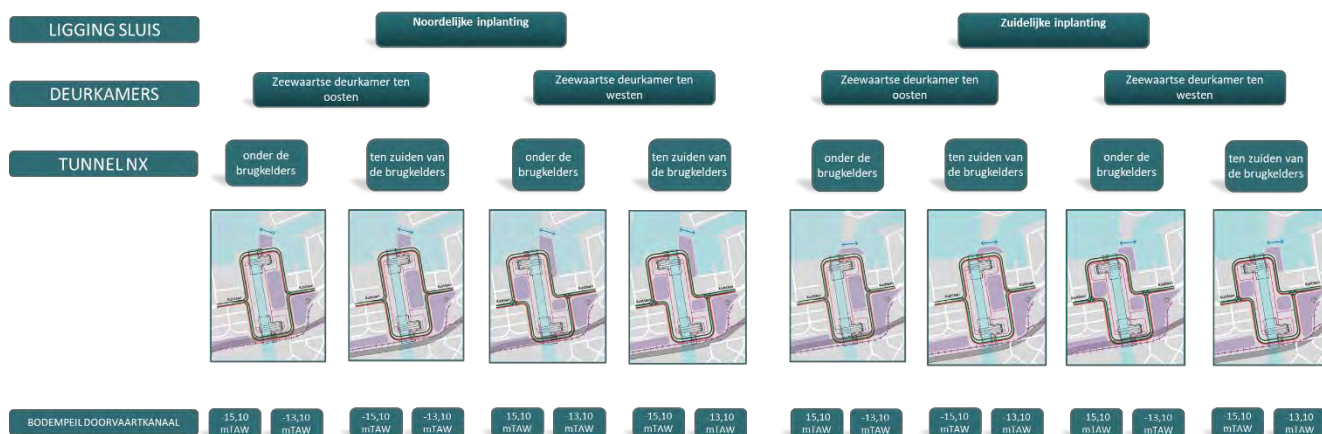 LIGGING SLUIS
Noordelijke inplanting
Zuidelijke inplanting
DEURKAMERS
Zeewaartse deurkamer ten
oosten
Zeewaartse deurkamer ten
westen
Zeewaartse deurkamer ten
oosten
Zeewaartse deurkamer ten
westen
TUNNEL NX
onder de
brugkelders
ten zuiden van
de brugkelders
onder de
brugkelders
ten zuiden van
de brugkelders
onder de
brugkelders
ten zuiden van
de brugkelders
onder de
brugkelders
ten zuiden van
de brugkelders
BODEMPEIL DOORVAARTKANAAL
-15,10
mTAW
-13,10
mTAW
-15,10
mTAW
-13,10
mTAW
-15,10
mTAW
-13,10
mTAW
-15,10
mTAW
-13,10
mTAW
-15,10
mTAW
-13,10
mTAW
-15,10
mTAW
-13,10
mTAW
-15,10
mTAW
-13,10
mTAW
-15,10
mTAW
-13,10
mTAW